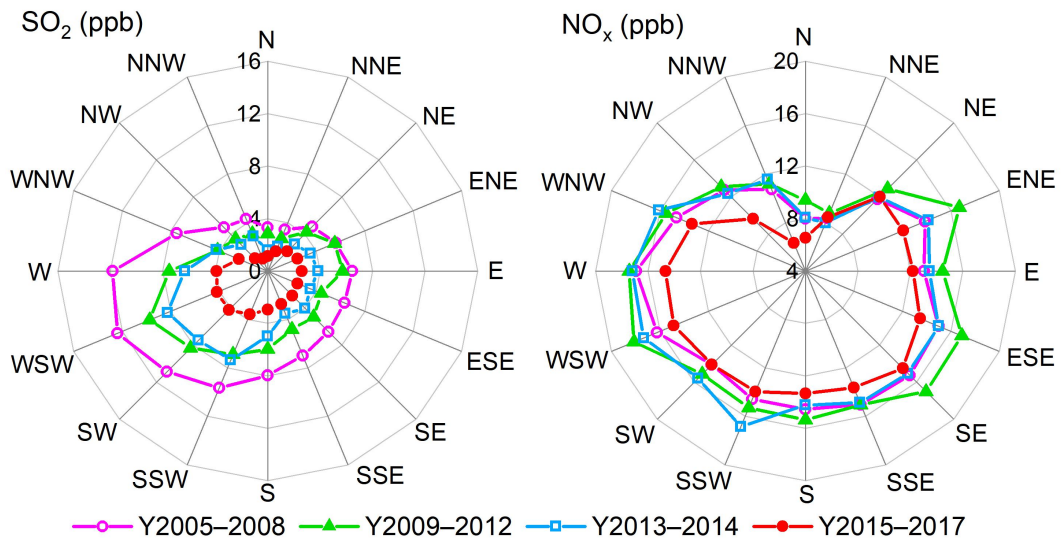 SO2 (ppb)
N
NNE
NE
ENE
E
ESE
SE
SSE
S
SSW
SW
WSW
W
WNW
NW
NNW
16
12
8
4
0
NOx (ppb)
N
NNE
NE
ENE
E
ESE
SE
SSE
S
SSW
SW
WSW
W
WNW
NW
NNW
20
16
12
8
4
Y2005–2008 Y2009–2012 Y2013–2014 Y2015–2017